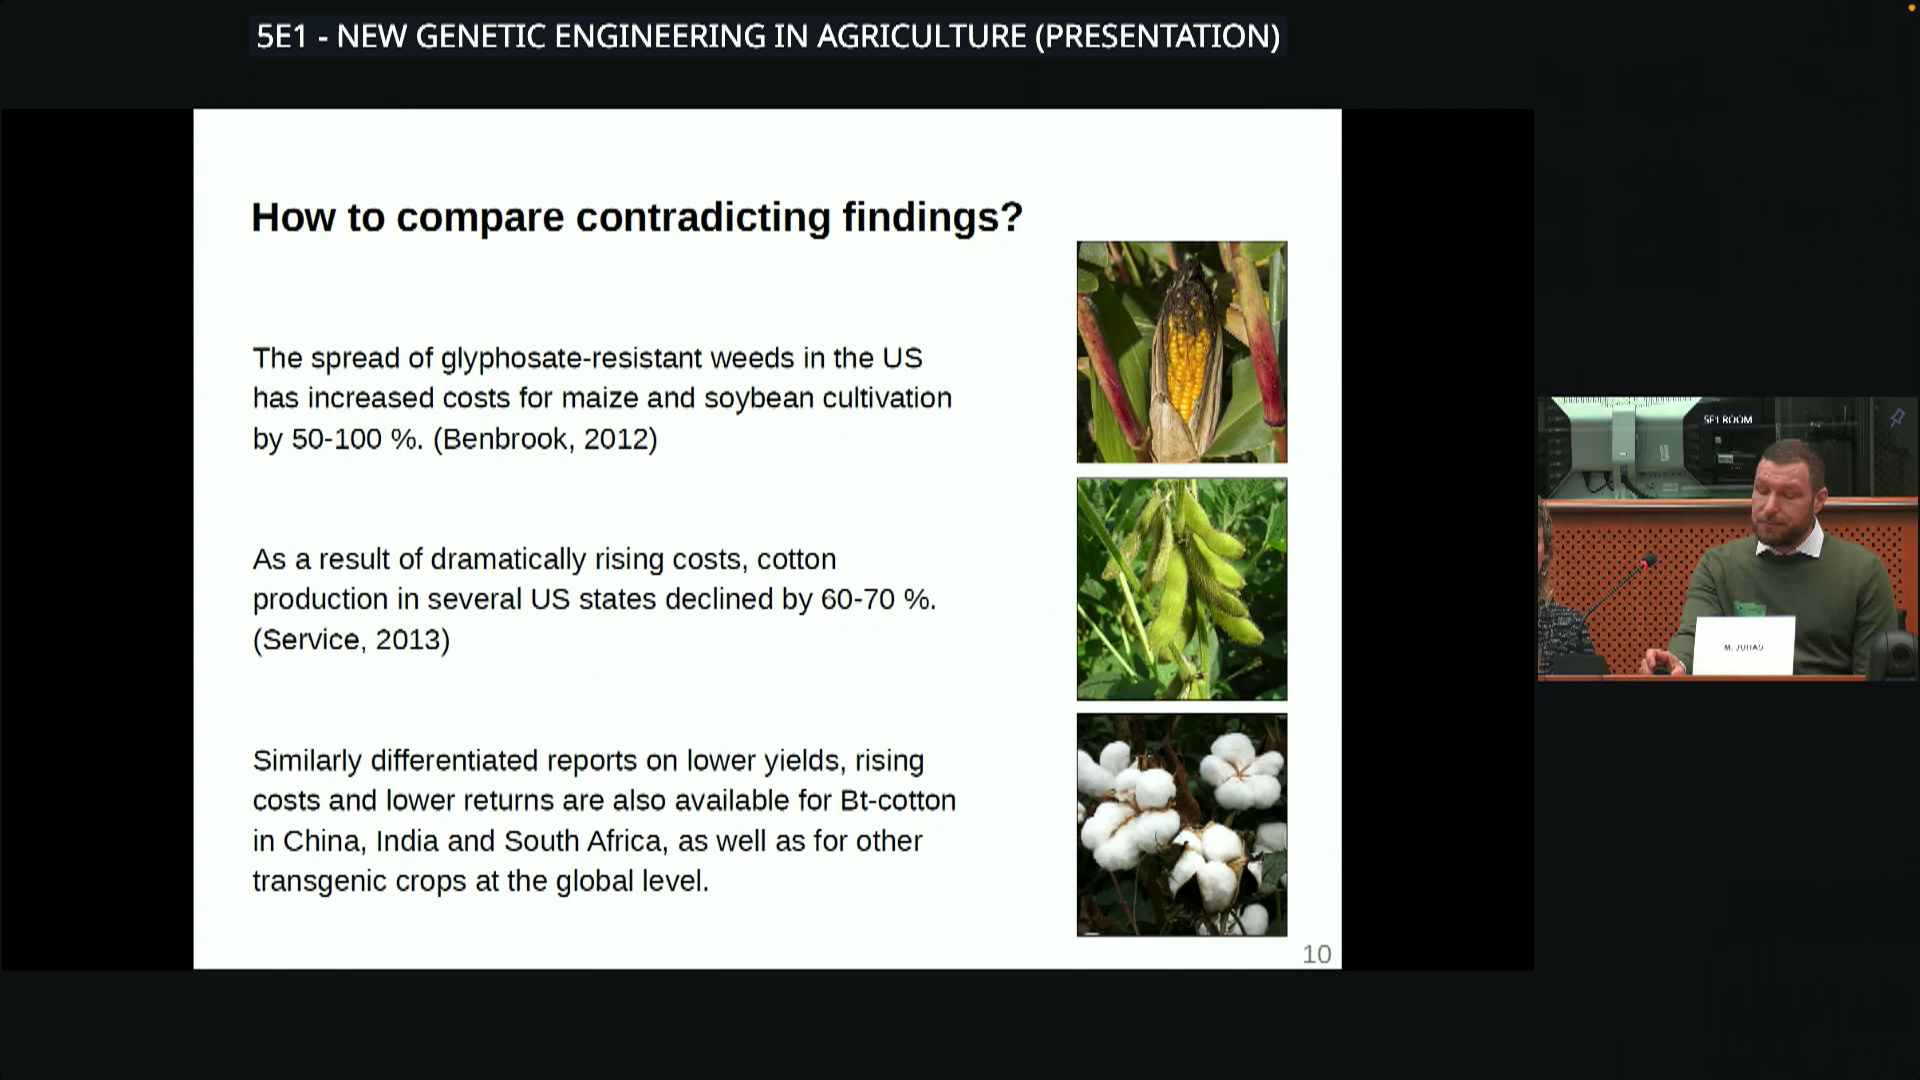 5E1 - NEW GENETIC ENGINEERING IN AGRICULTURE (PRESENTATION)
How to compare contradicting findings?
The spread of glyphosate-resistant weeds in the US
has increased costs for maize and soybean cultivation
by 50-100 %. (Benbrook, 2012)
As a result of dramatically rising costs, cotton
production in several US states declined by 60-70 %.
(Service, 2013)
Similarly differentiated reports on lower yields, rising
costs and lower returns are also available for Bt-cotton
in China, India and South Africa, as well as for other
transgenic crops at the global level.
10
5E1 ROOM
M.